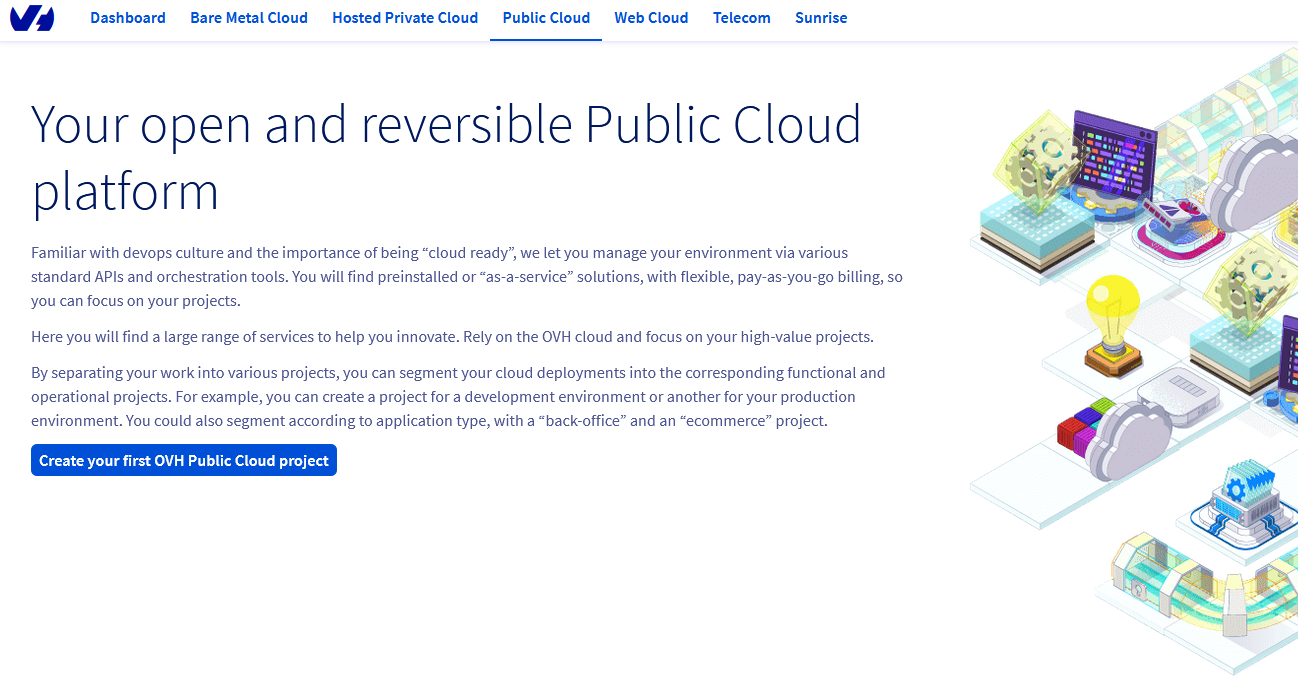 Dashboard Bare Metal Cloud Hosted Private Cloud Public Cloud Web Cloud Telecom Sunrise
Your open and reversible Public Cloud
platform
Familiar with devops culture and the importance of being “cloud ready”, we let you manage your environment via various
standard APIs and orchestration tools. You will find preinstalled or “as-a-service” solutions, with flexible, pay-as-you-go billing, so
you can focus on your projects.
Here you will find a large range of services to help you innovate. Rely on the OVH cloud and focus on your high-value projects.
By separating your work into various projects, you can segment your cloud deployments into the corresponding functional and
operational projects. For example, you can create a project for a development environment or another for your production
environment. You could also segment according to application type, with a “back-office” and an “ecommerce” project.
Create your first OVH Public Cloud project